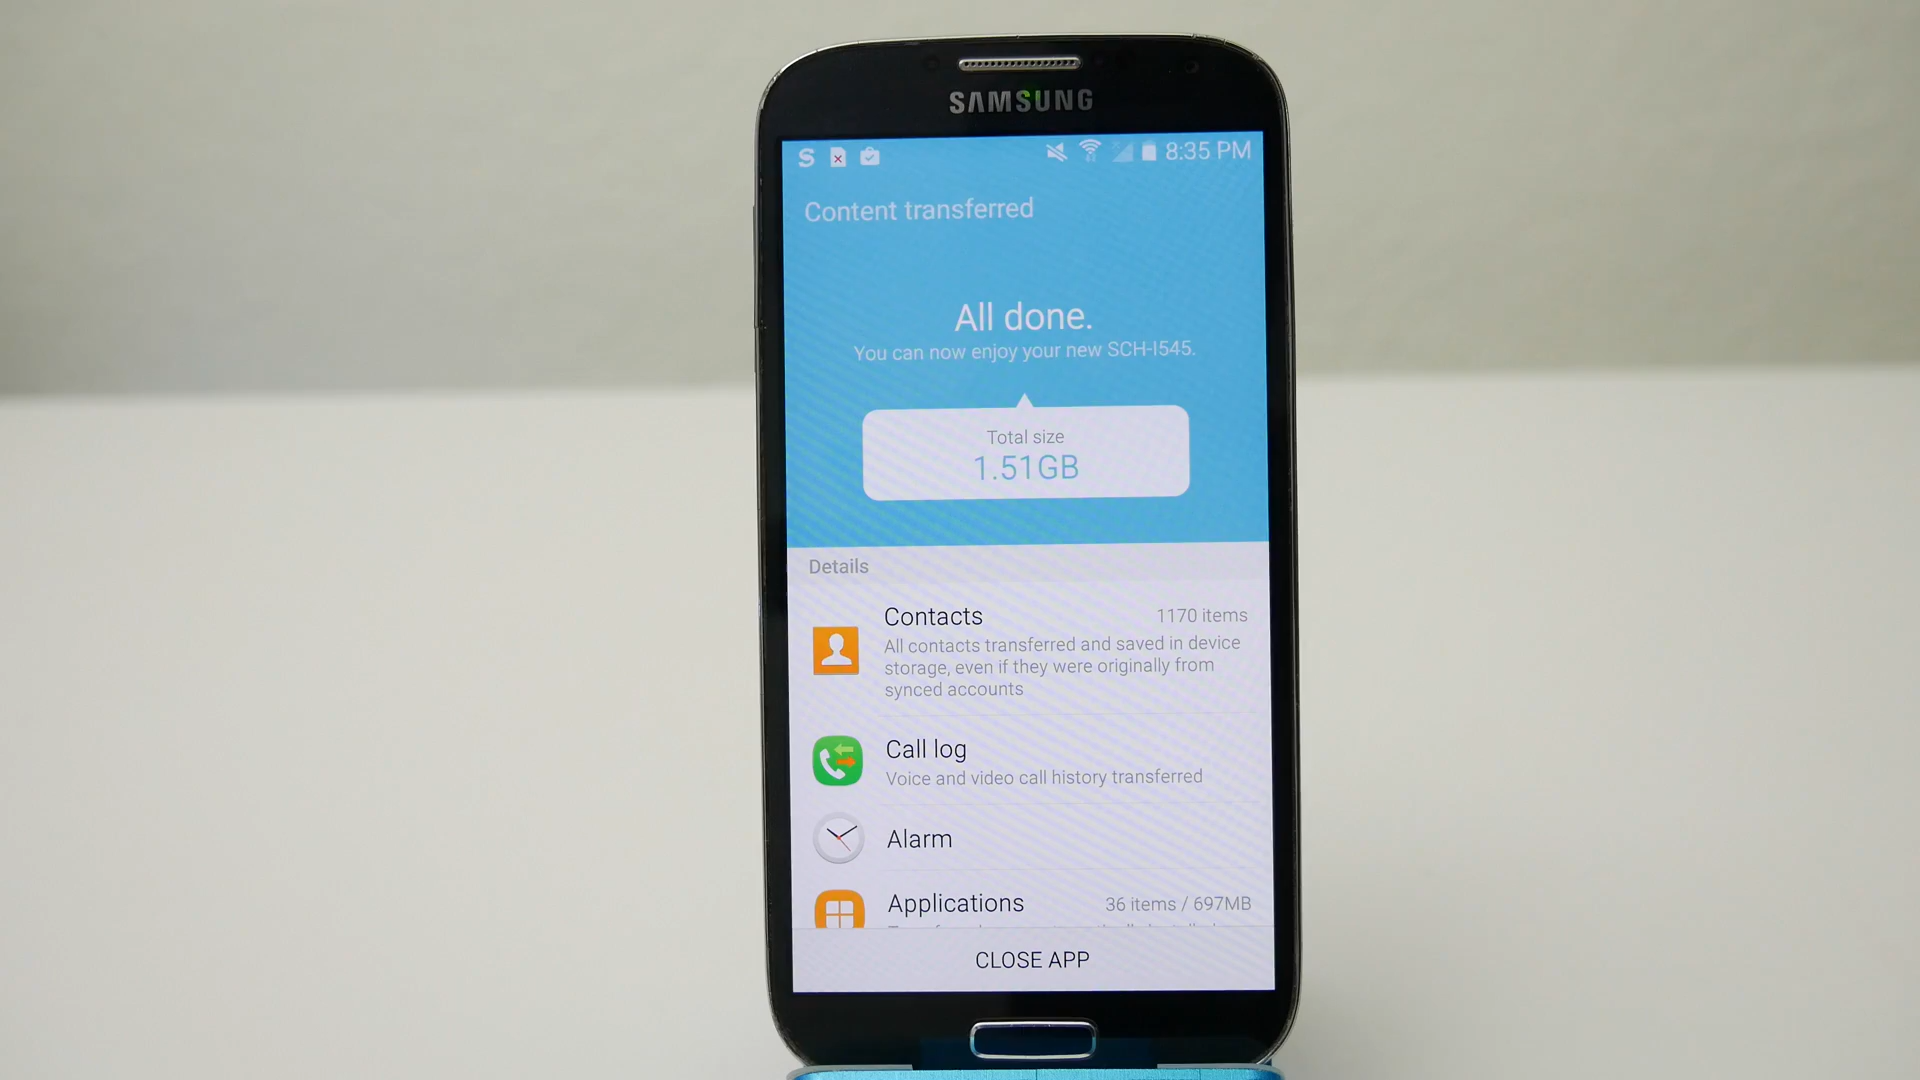 SAMSUNG
8:35 PM
Content transferred
All done.
You can now enjoy your new SCH-I545.
Total size
1.51GB
Details
Contacts
1170 items
All contacts transferred and saved in device
storage, even if they were originally from
synced accounts
Call log
Voice and video call history transferred
Alarm
Applications
36 items / 697MB
CLOSE APP